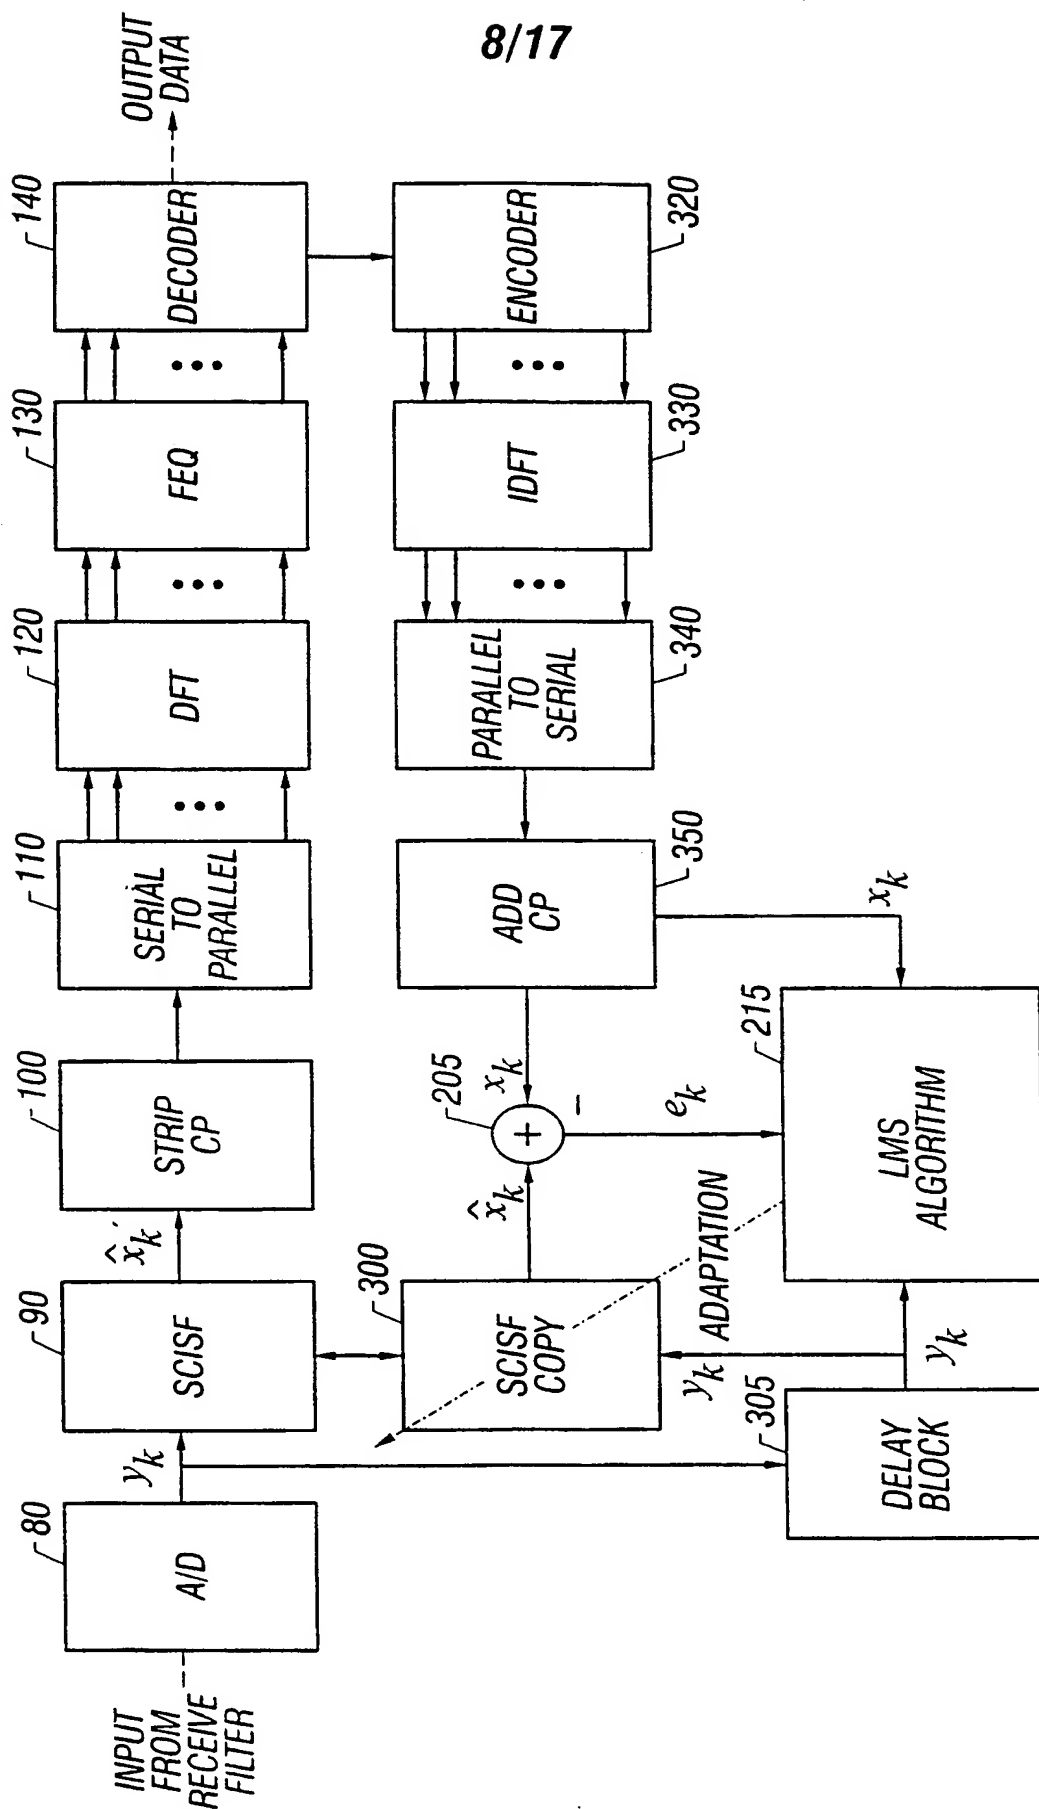 8/17
INPUT
FROM
RECEIVE
FILTER
80
A/D
y_k
90
SCISF
x̂_k′
100
STRIP
CP
110
SERIAL
TO
PARALLEL
120
DFT
130
FEQ
140
DECODER
OUTPUT
DATA
300
SCISF
COPY
x̂_k
205
+
−
x_k
350
ADD
CP
340
PARALLEL
TO
SERIAL
330
IDFT
320
ENCODER
y_k
ADAPTATION
e_k
x_k
305
DELAY
BLOCK
y_k
215
LMS
ALGORITHM